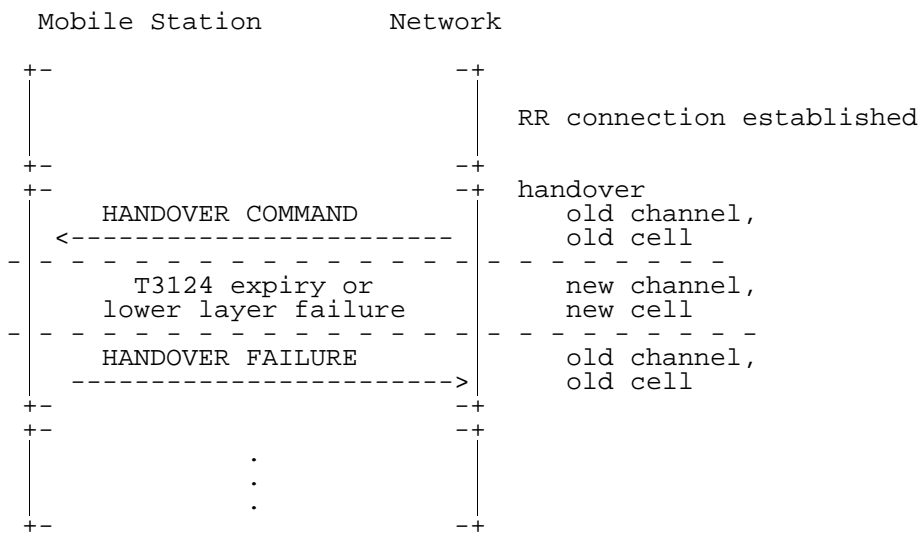 Mobile Station Network
+- -+
RR connection established
+- -+
+- -+ handover
HANDOVER COMMAND old channel,
<------------------------ old cell
- - - - - - - - - - - - - - - - - - - - - - -
T3124 expiry or new channel,
lower layer failure new cell
- - - - - - - - - - - - - - - - - - - - - - - -
HANDOVER FAILURE old channel,
------------------------> old cell
+- -+
+- -+
.
.
.
+- -+